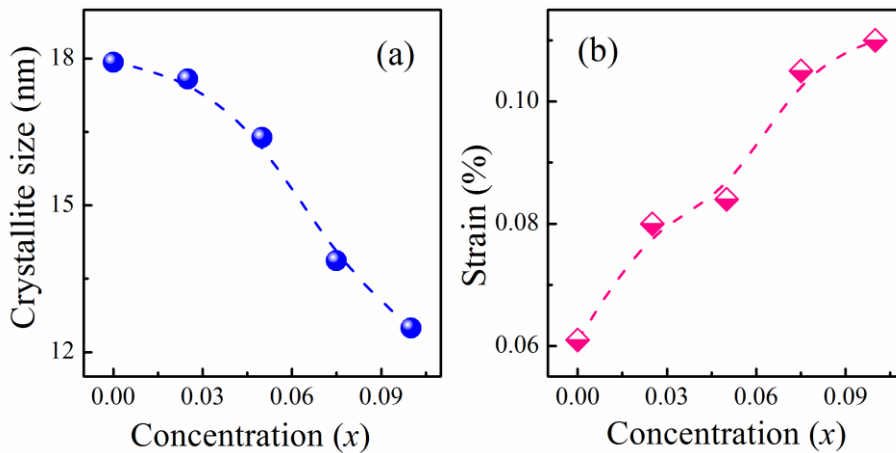 (a)
Crystallite size (nm)
18
15
12
0.00 0.03 0.06 0.09
Concentration (x)
(b)
Strain (%)
0.10
0.08
0.06
0.00 0.03 0.06 0.09
Concentration (x)